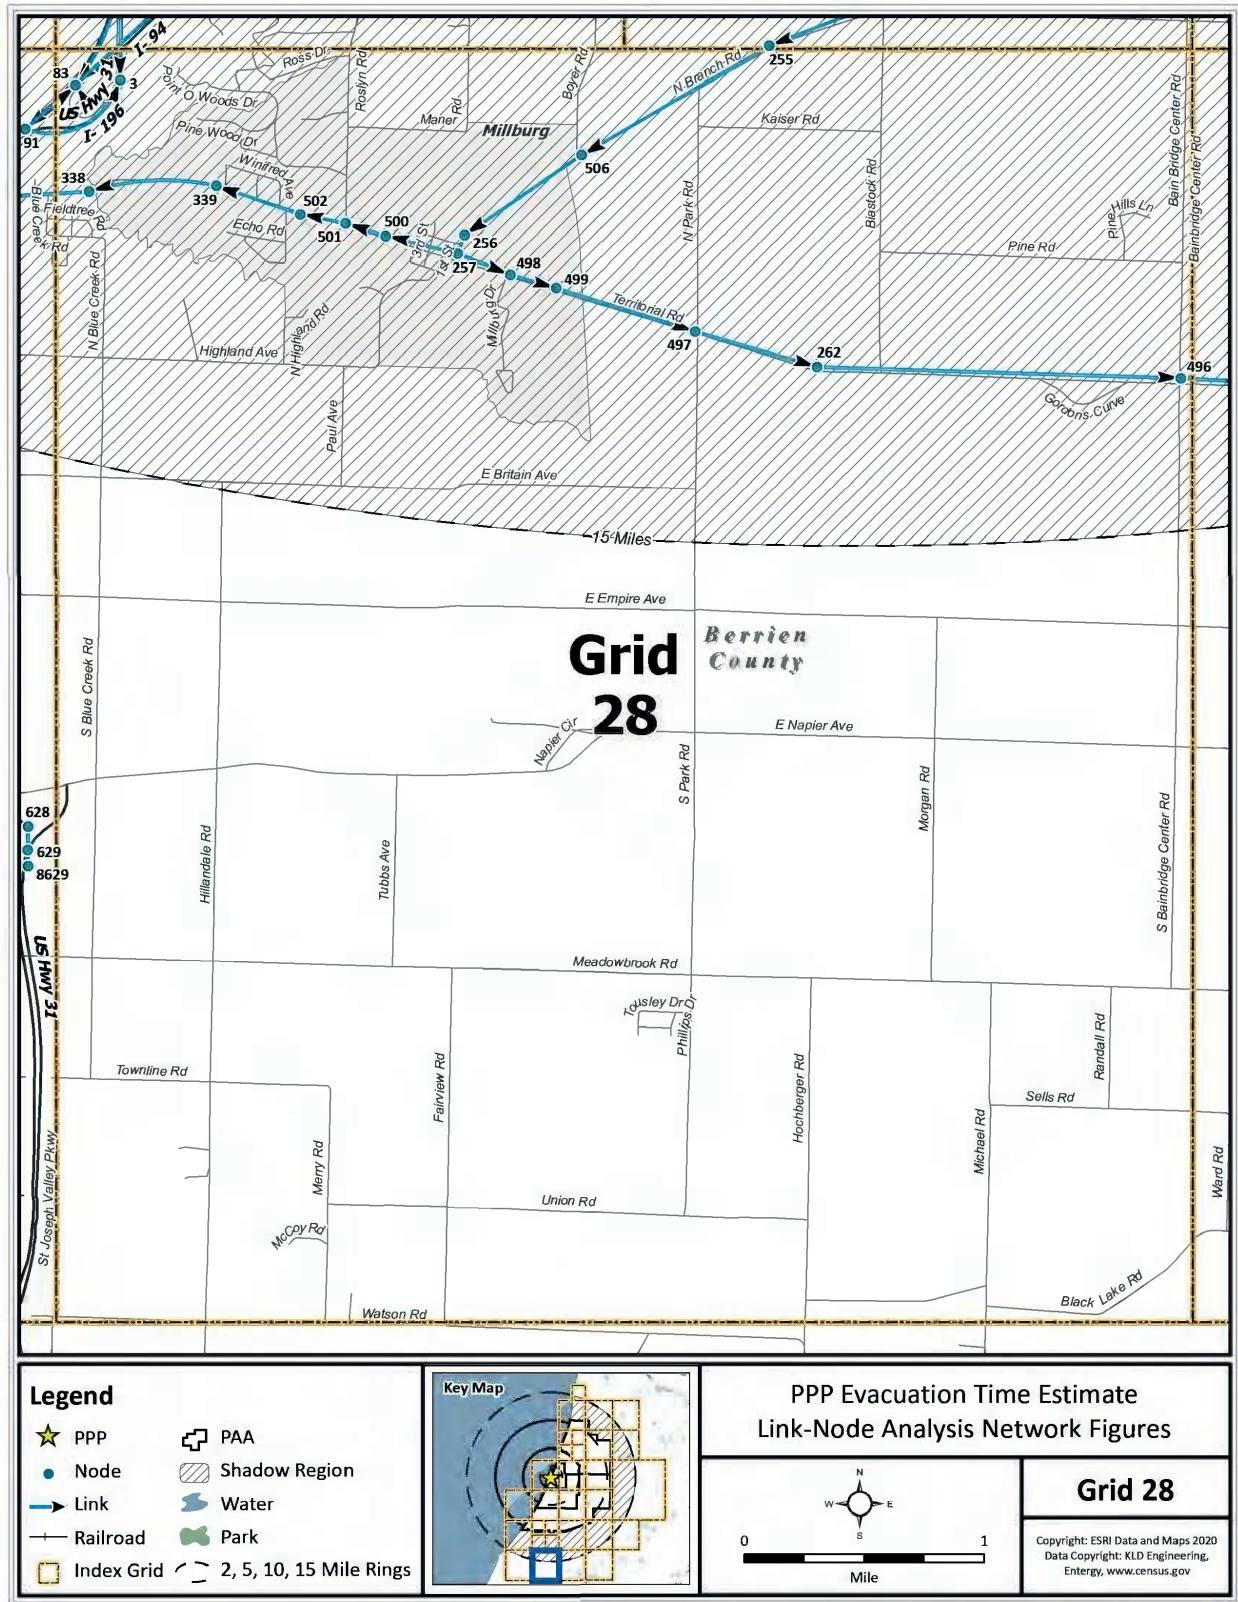 I-94
83
3
US Hwy 31
I-196
91
Ross Dr
Roslyn Rd
Point O Woods Dr
Pine Wood Dr
Maner Rd
Boyer Rd
Millburg
N Branch Rd
255
Kaiser Rd
506
338
339
Winifred Ave
502
501
500
Echo Rd
Fieldtree Rd
Blue Creek Rd
3rd St
1st St
256
257
498
499
Millburg Dr
Territorial Rd
497
262
496
N Park Rd
Blastock Rd
Bain Bridge Center Rd
Bainbridge Center Rd
Pine Hills Ln
Pine Rd
Gordons Curve
N Blue Creek Rd
Highland Ave
N Highland Rd
Paul Ave
E Britain Ave
15 Miles
E Empire Ave
Grid
28
Berrien
County
S Blue Creek Rd
Napier Cir
E Napier Ave
S Park Rd
Morgan Rd
628
629
8629
Hillandale Rd
Tubbs Ave
S Bainbridge Center Rd
US Hwy 31
Meadowbrook Rd
Tousley Dr
Phillips Dr
Townline Rd
Fairview Rd
Hochberger Rd
Randall Rd
Sells Rd
Michael Rd
Merry Rd
St Joseph Valley Pkwy
Union Rd
Ward Rd
McCoy Rd
Black Lake Rd
Watson Rd
Legend
PPP
PAA
Node
Shadow Region
Link
Water
Railroad
Park
Index Grid
2, 5, 10, 15 Mile Rings
Key Map
PPP Evacuation Time Estimate
Link-Node Analysis Network Figures
N
W
E
S
0
1
Mile
Grid 28
Copyright: ESRI Data and Maps 2020
Data Copyright: KLD Engineering,
Entergy, www.census.gov